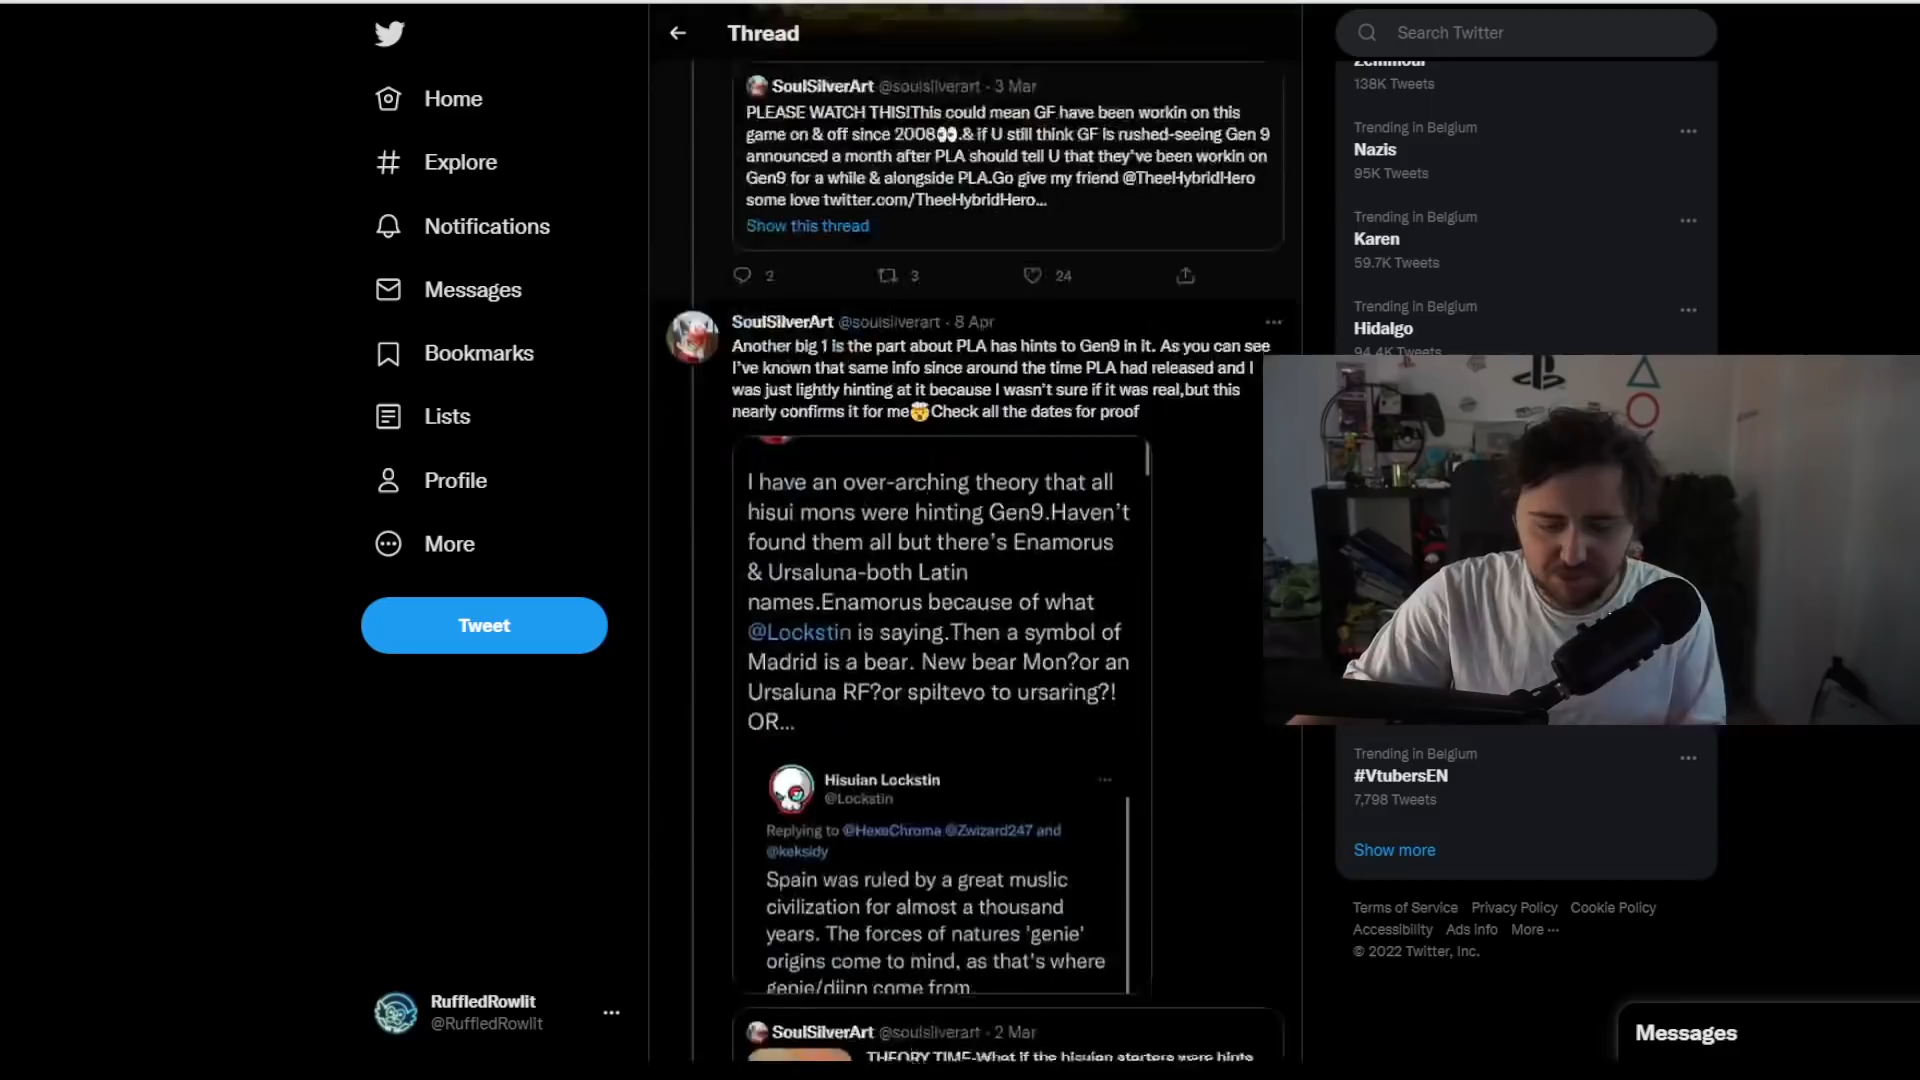 Home
Explore
Notifications
Messages
Bookmarks
Lists
Profile
More
Tweet
RuffledRowlit
@RuffledRowlit
Thread
SoulSilverArt @soulsilverart · 3 Mar
PLEASE WATCH THIS!This could mean GF have been workin on this
game on & off since 2008👀.& if U still think GF is rushed-seeing Gen 9
announced a month after PLA should tell U that they've been workin on
Gen9 for a while & alongside PLA.Go give my friend @TheeHybridHero
some love twitter.com/TheeHybridHero...
Show this thread
2 3 24
SoulSilverArt @soulsilverart · 8 Apr
Another big 1 is the part about PLA has hints to Gen9 in it. As you can see
I've known that same info since around the time PLA had released and I
was just lightly hinting at it because I wasn't sure if it was real,but this
nearly confirms it for me🤯Check all the dates for proof
I have an over-arching theory that all
hisui mons were hinting Gen9.Haven't
found them all but there's Enamorus
& Ursaluna-both Latin
names.Enamorus because of what
@Lockstin is saying.Then a symbol of
Madrid is a bear. New bear Mon?or an
Ursaluna RF?or spiltevo to ursaring?!
OR...
Hisuian Lockstin
@Lockstin
Replying to @HexaChroma @Zwizard247 and
@keksidy
Spain was ruled by a great muslic
civilization for almost a thousand
years. The forces of natures 'genie'
origins come to mind, as that's where
genie/djinn come from.
SoulSilverArt @soulsilverart · 2 Mar
THEORY TIME-What if the hisuian starters were hints
Search Twitter
Zemmour
138K Tweets
Trending in Belgium
Nazis
95K Tweets
Trending in Belgium
Karen
59.7K Tweets
Trending in Belgium
Hidalgo
94.4K Tweets
Trending in Belgium
#VtubersEN
7,798 Tweets
Show more
Terms of Service Privacy Policy Cookie Policy
Accessibility Ads info More ···
© 2022 Twitter, Inc.
Messages